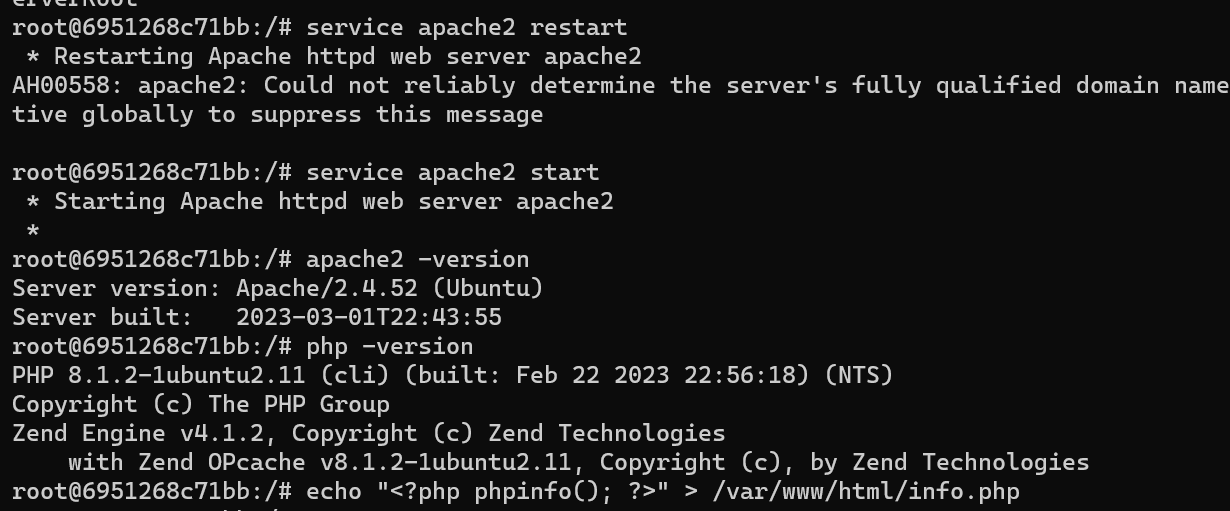 root@6951268c71bb:/# service apache2 restart
 * Restarting Apache httpd web server apache2
AH00558: apache2: Could not reliably determine the server's fully qualified domain name
tive globally to suppress this message
root@6951268c71bb:/# service apache2 start
 * Starting Apache httpd web server apache2
 *
root@6951268c71bb:/# apache2 -version
Server version: Apache/2.4.52 (Ubuntu)
Server built:   2023-03-01T22:43:55
root@6951268c71bb:/# php -version
PHP 8.1.2-1ubuntu2.11 (cli) (built: Feb 22 2023 22:56:18) (NTS)
Copyright (c) The PHP Group
Zend Engine v4.1.2, Copyright (c) Zend Technologies
    with Zend OPcache v8.1.2-1ubuntu2.11, Copyright (c), by Zend Technologies
root@6951268c71bb:/# echo "<?php phpinfo(); ?>" > /var/www/html/info.php